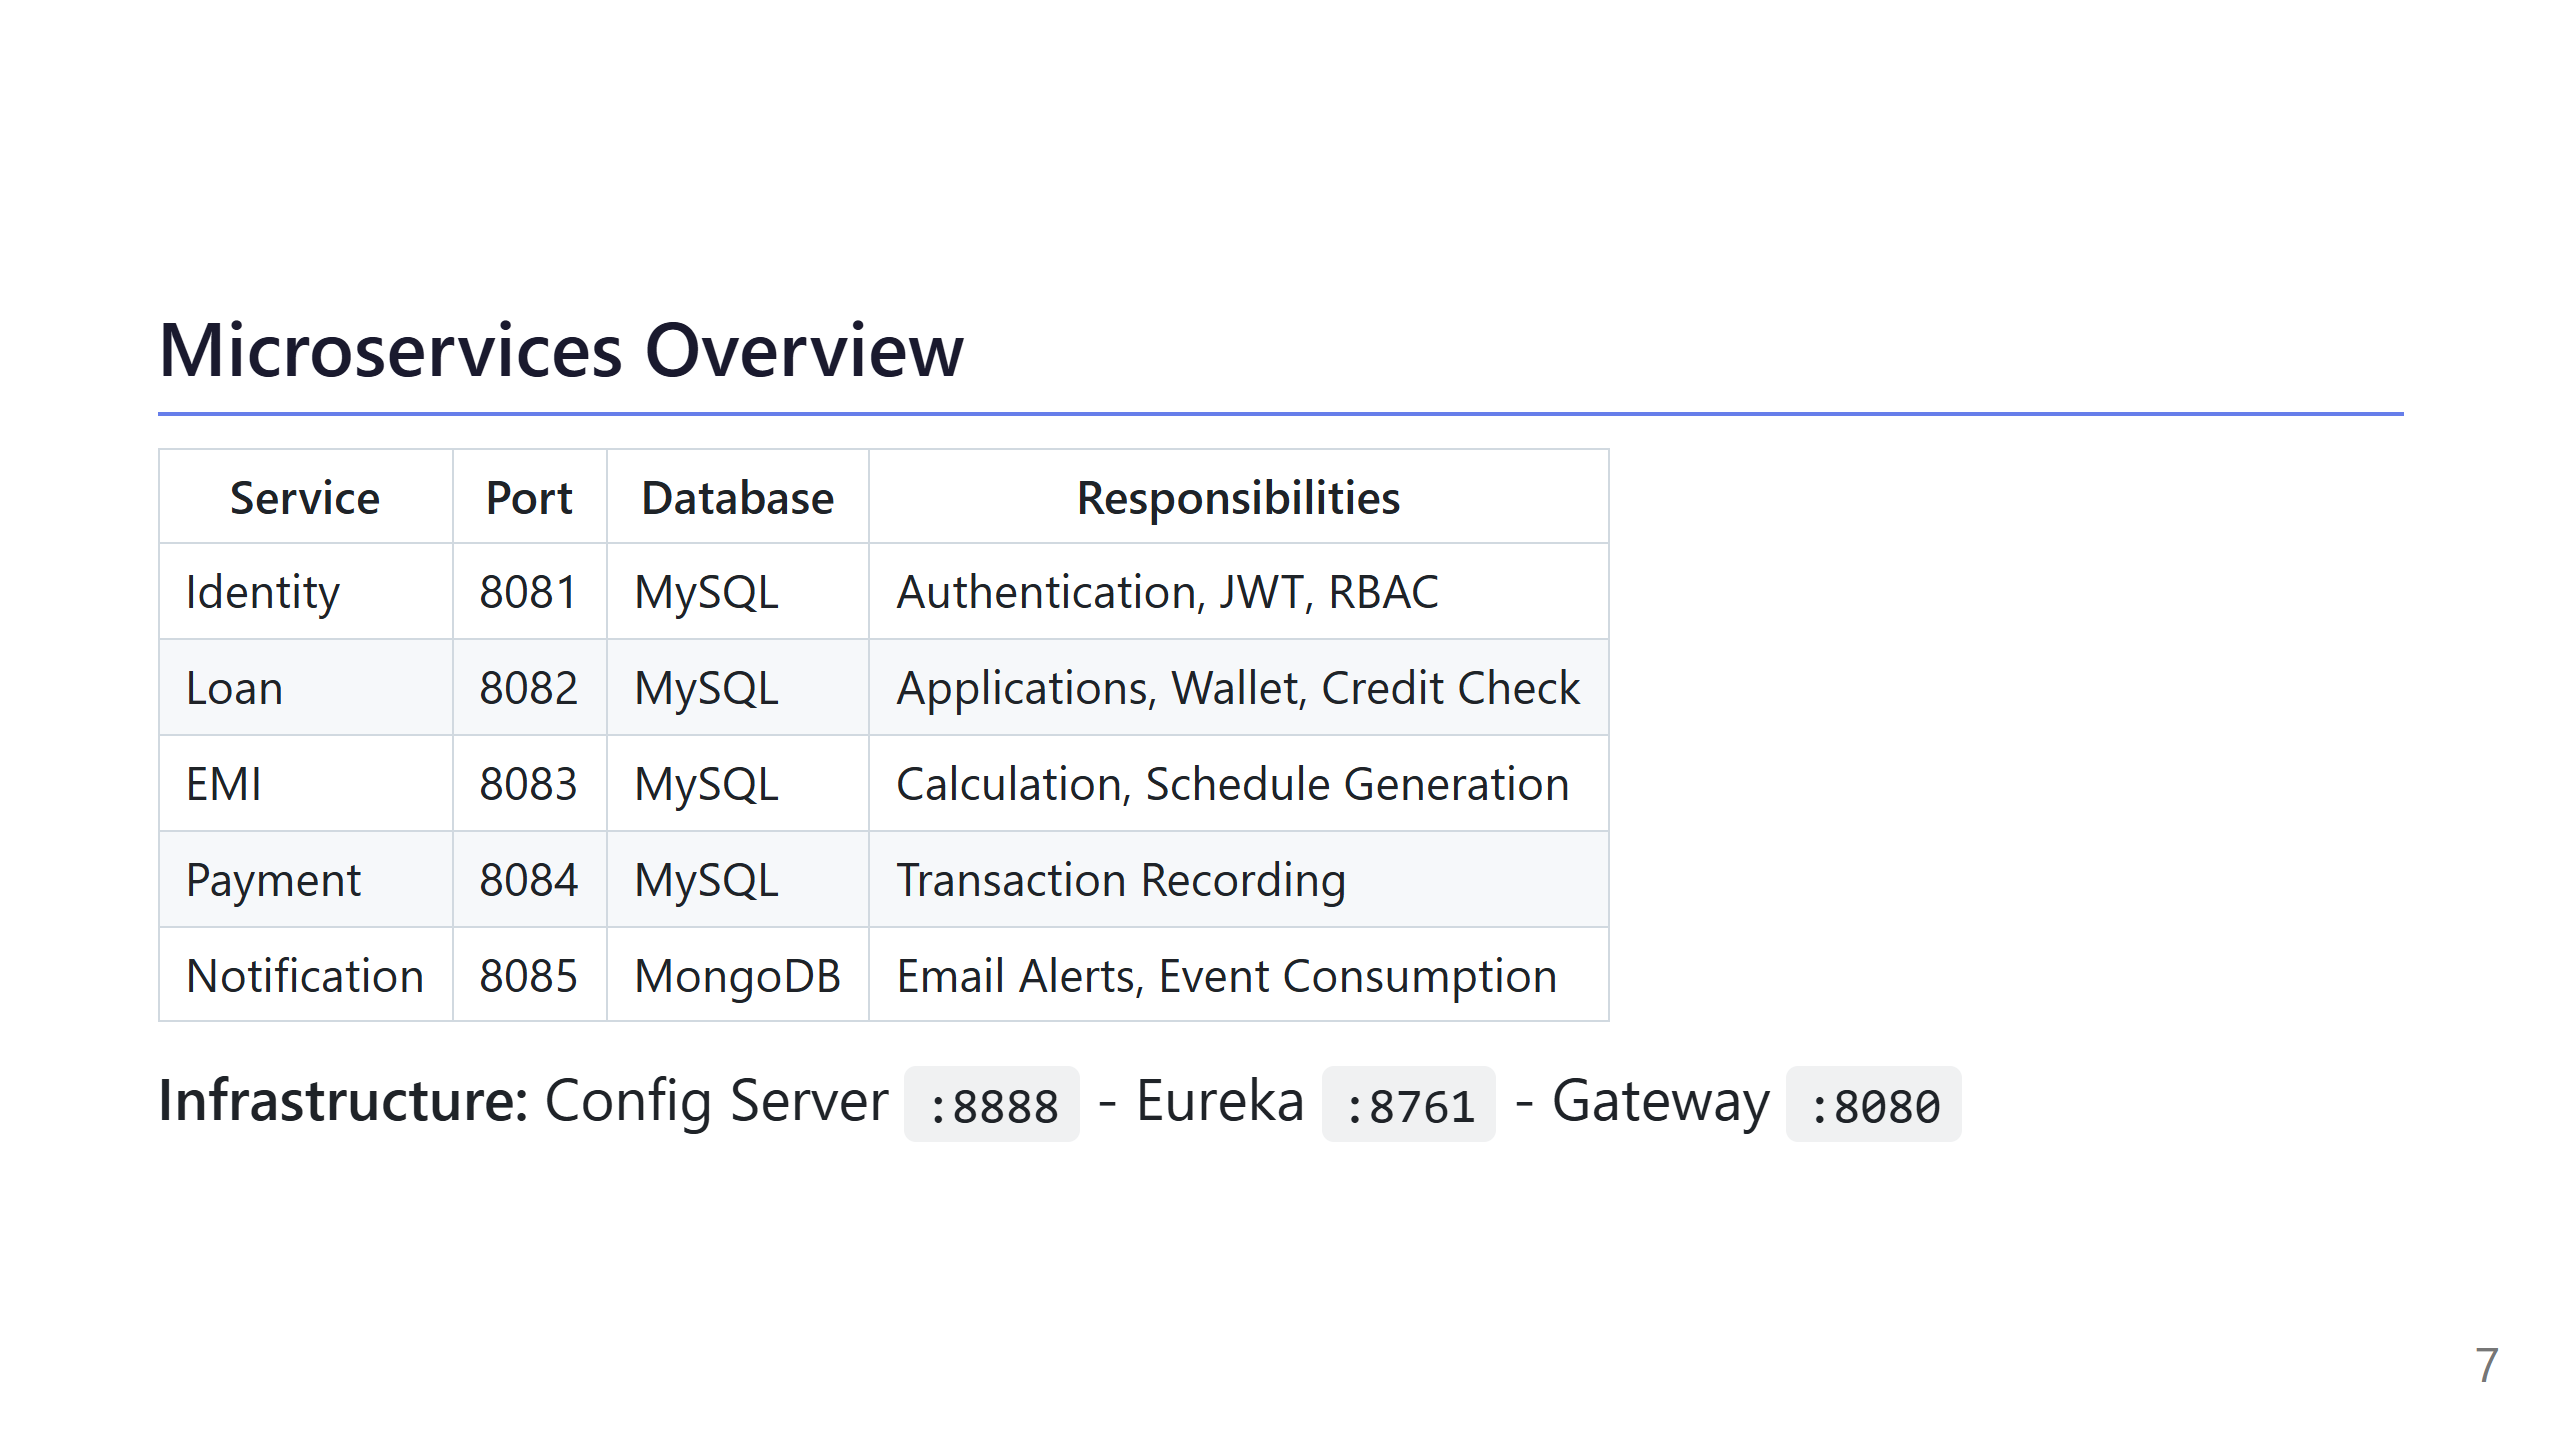 Microservices Overview
Service Port Database Responsibilities
Identity 8081 MySQL Authentication, JWT, RBAC
Loan 8082 MySQL Applications, Wallet, Credit Check
EMI 8083 MySQL Calculation, Schedule Generation
Payment 8084 MySQL Transaction Recording
Notification 8085 MongoDB Email Alerts, Event Consumption
Infrastructure: Config Server :8888 - Eureka :8761 - Gateway :8080
7